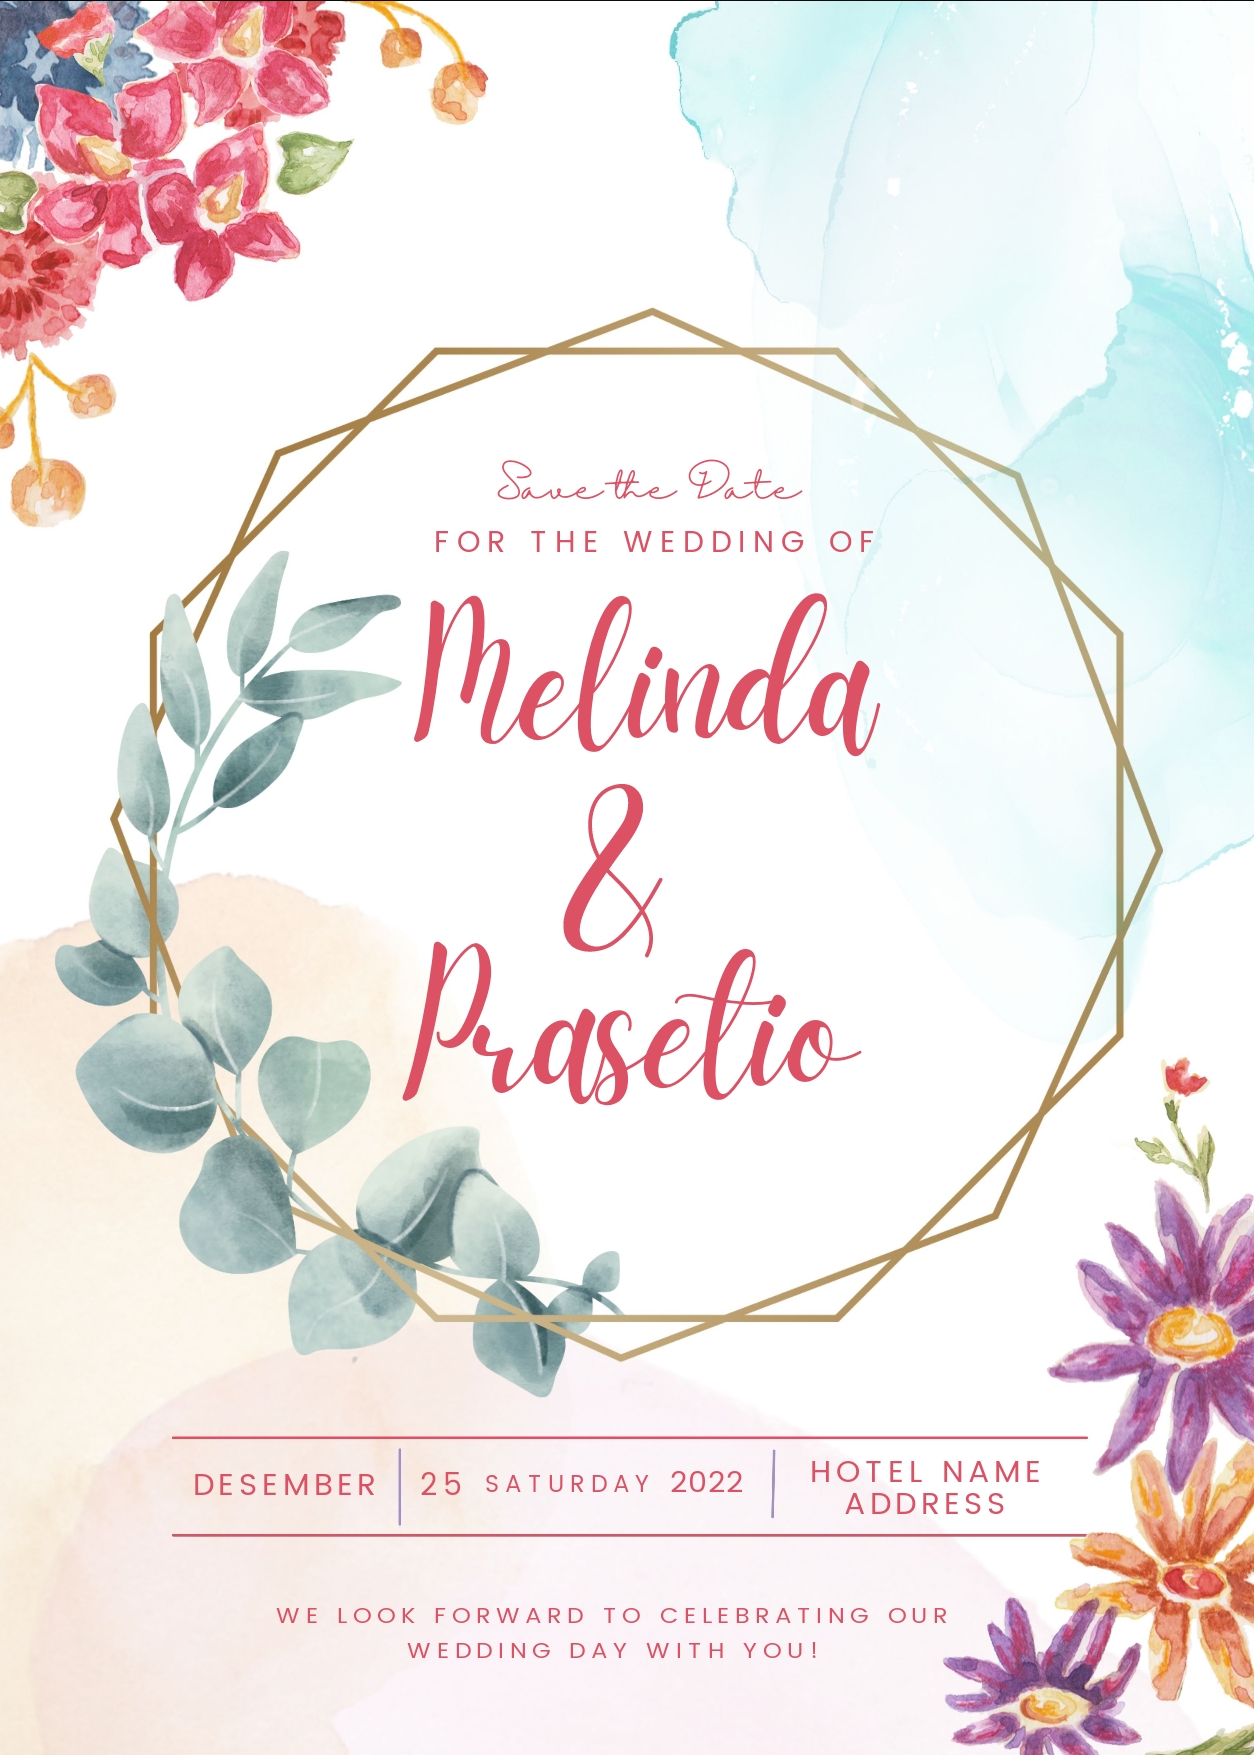 Save the Date
FOR THE WEDDING OF
Melinda
&
Prasetio
DESEMBER
25 SATURDAY 2022
HOTEL NAME
ADDRESS
WE LOOK FORWARD TO CELEBRATING OUR
WEDDING DAY WITH YOU!